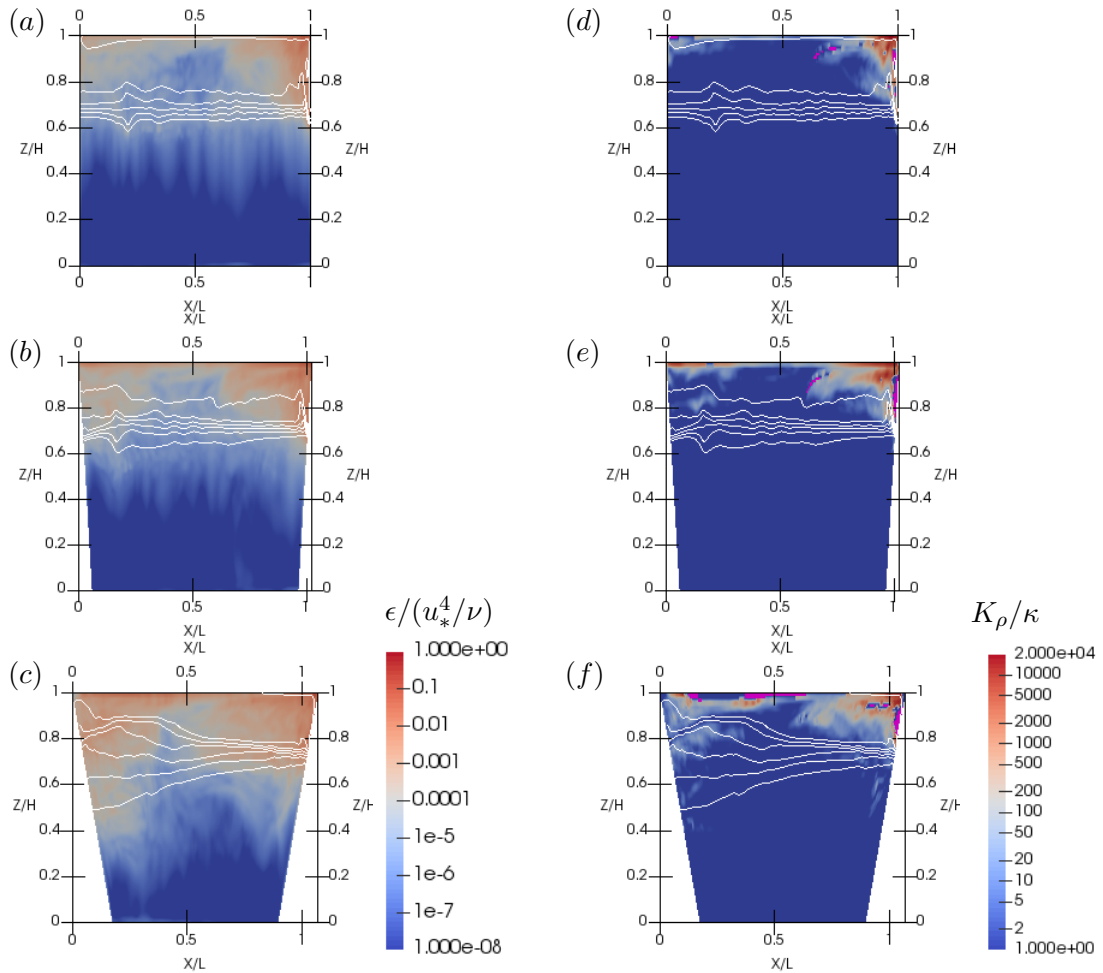 (a)
0 0.5 1
1 1
0.8 0.8
0.6 0.6
Z/H Z/H
0.4 0.4
0.2 0.2
0 0
0 0.5 1
X/L
(d)
0 0.5 1
1 1
0.8 0.8
0.6 0.6
Z/H Z/H
0.4 0.4
0.2 0.2
0 0
0 0.5 1
X/L
X/L
(b)
0 0.5 1
1 1
0.8 0.8
0.6 0.6
Z/H Z/H
0.4 0.4
0.2 0.2
0 0
0 0.5 1
X/L
X/L
(e)
0 0.5 1
1 1
0.8 0.8
0.6 0.6
Z/H Z/H
0.4 0.4
0.2 0.2
0 0
0 0.5 1
X/L
X/L
(c)
0 0.5 1
1 1
0.8 0.8
0.6 0.6
Z/H Z/H
0.4 0.4
0.2 0.2
0 0
0 0.5 1
X/L
ϵ/(u⁴∗/ν)
1.000e+00
0.1
0.01
0.001
0.0001
1e-5
1e-6
1e-7
1.000e-08
X/L
(f)
0 0.5 1
1 1
0.8 0.8
0.6 0.6
Z/H Z/H
0.4 0.4
0.2 0.2
0 0
0 0.5 1
X/L
Kρ/κ
2.000e+04
10000
5000
2000
1000
500
200
100
50
20
10
5
2
1.000e+00